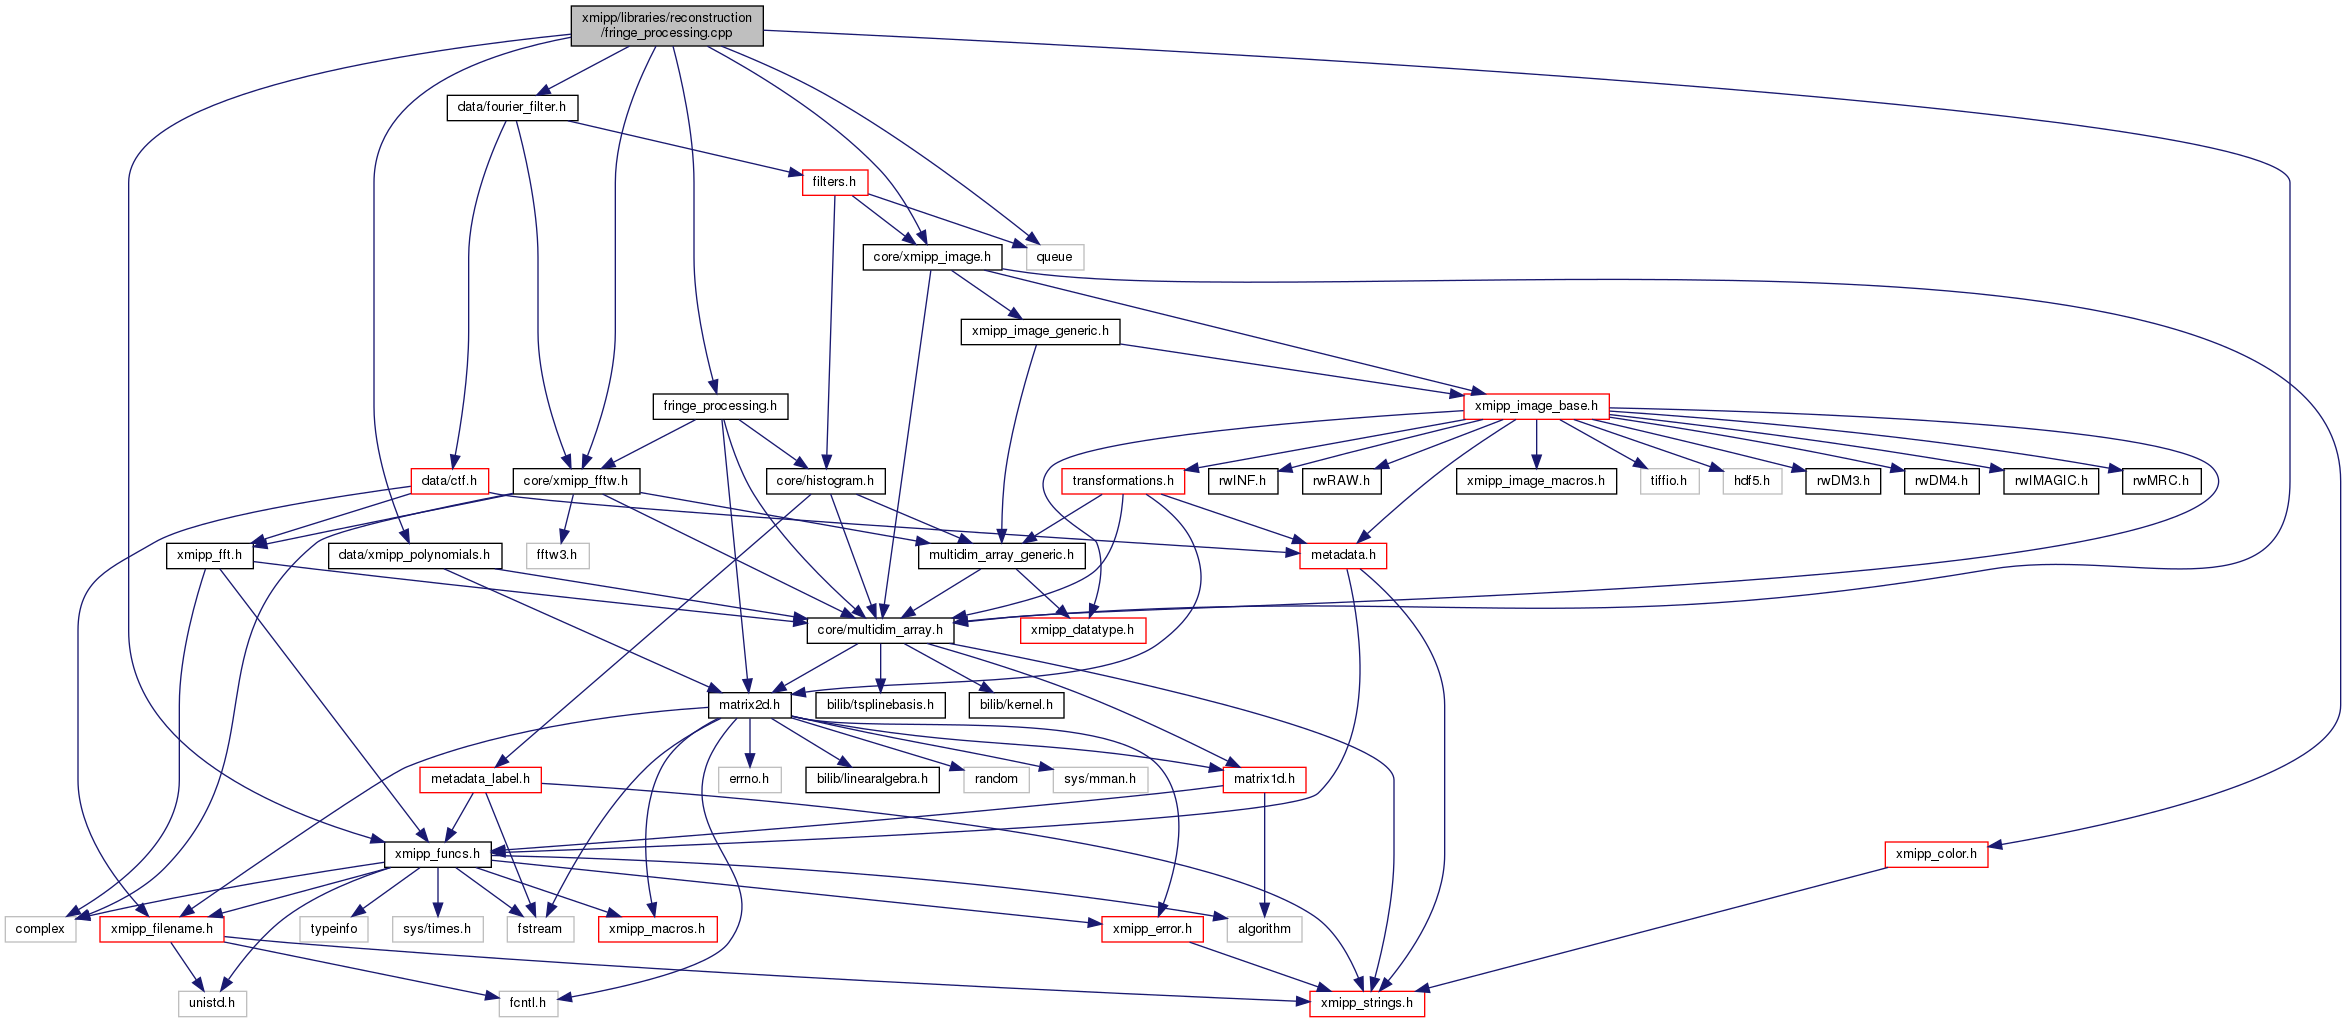 xmipp/libraries/reconstruction
/fringe_processing.cpp
data/fourier_filter.h
filters.h
core/xmipp_image.h
queue
xmipp_image_generic.h
fringe_processing.h
xmipp_image_base.h
data/ctf.h
core/xmipp_fftw.h
core/histogram.h
transformations.h
rwINF.h
rwRAW.h
xmipp_image_macros.h
tiffio.h
hdf5.h
rwDM3.h
rwDM4.h
rwIMAGIC.h
rwMRC.h
xmipp_fft.h
data/xmipp_polynomials.h
fftw3.h
multidim_array_generic.h
metadata.h
core/multidim_array.h
xmipp_datatype.h
matrix2d.h
bilib/tsplinebasis.h
bilib/kernel.h
metadata_label.h
errno.h
bilib/linearalgebra.h
random
sys/mman.h
matrix1d.h
xmipp_funcs.h
xmipp_color.h
complex
xmipp_filename.h
typeinfo
sys/times.h
fstream
xmipp_macros.h
xmipp_error.h
algorithm
unistd.h
fcntl.h
xmipp_strings.h